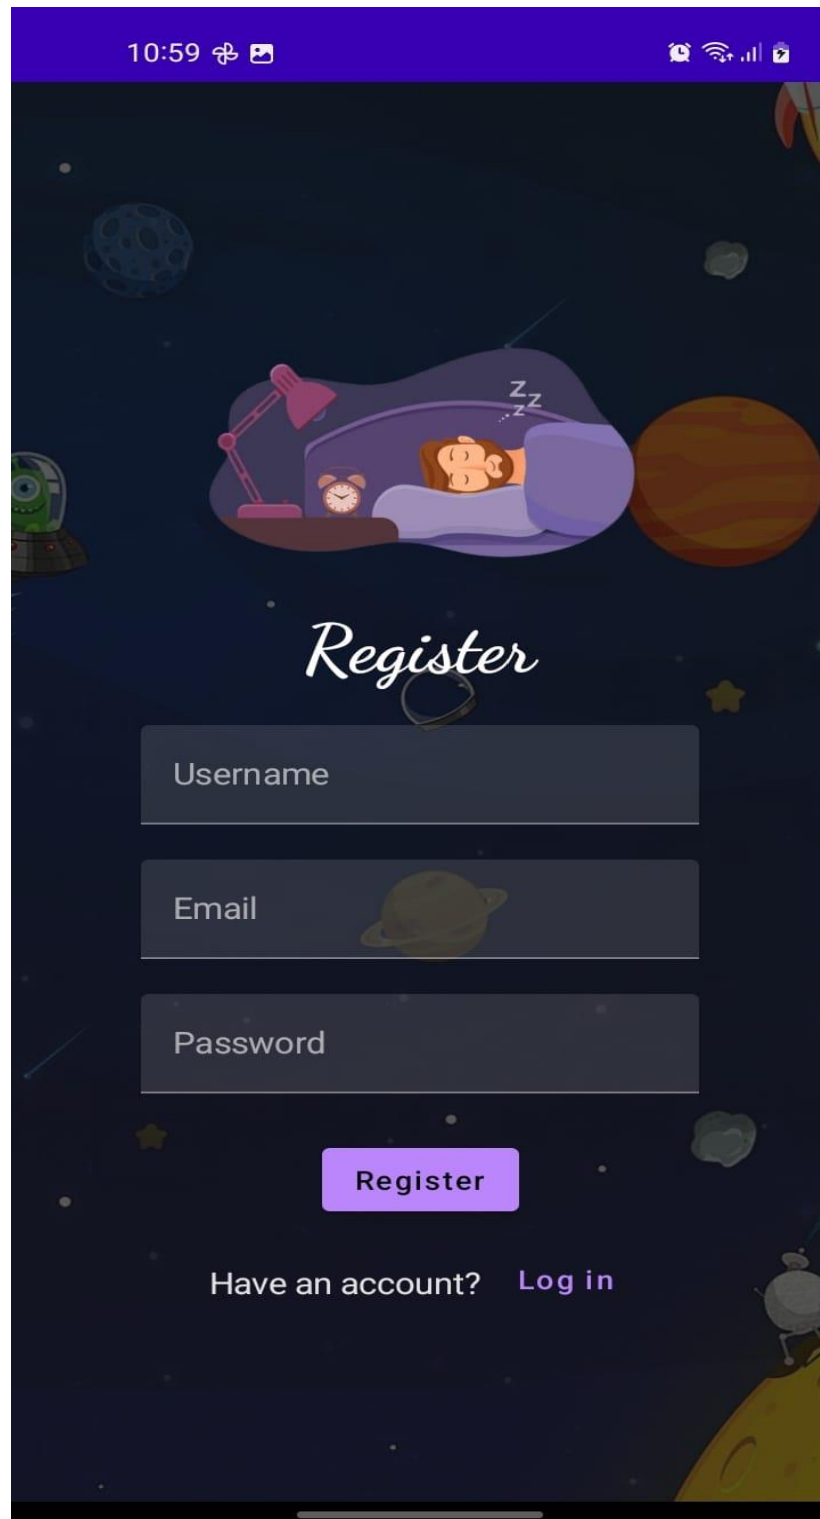 10:59
z
z
z
Register
Username
Email
Password
Register
Have an account? Log in